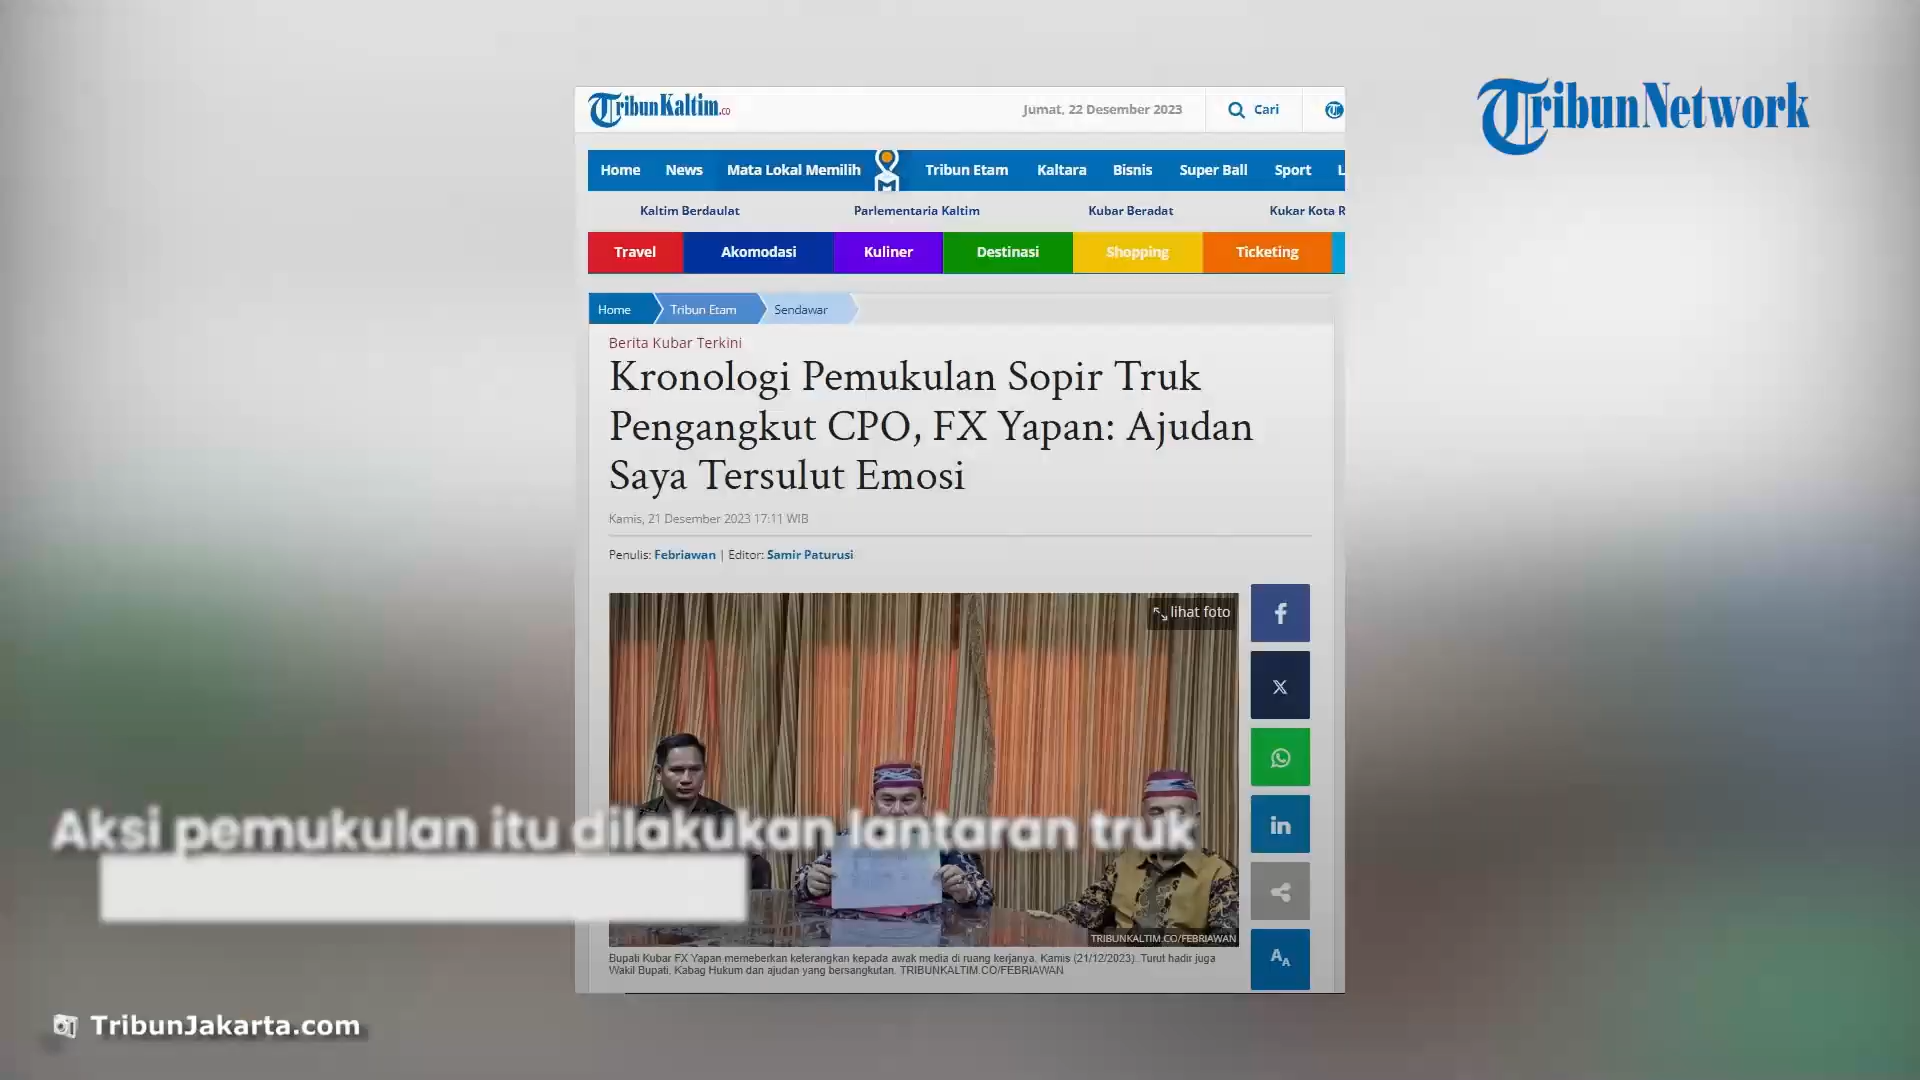 TribunKaltim.co
Jumat, 22 Desember 2023
Cari
TribunNetwork
Home News Mata Lokal Memilih Tribun Etam Kaltara Bisnis Super Ball Sport L
Kaltim Berdaulat Parlementaria Kaltim Kubar Beradat Kukar Kota R
Travel Akomodasi Kuliner Destinasi Shopping Ticketing
Home Tribun Etam Sendawar
Berita Kubar Terkini
Kronologi Pemukulan Sopir Truk
Pengangkut CPO, FX Yapan: Ajudan
Saya Tersulut Emosi
Kamis, 21 Desember 2023 17:11 WIB
Penulis: Febriawan | Editor: Samir Paturusi
lihat foto
Aksi pemukulan itu dilakukan lantaran truk
TRIBUNKALTIM.CO/FEBRIAWAN
Bupati Kubar FX Yapan memeberkan keterangkan kepada awak media di ruang kerjanya, Kamis (21/12/2023). Turut hadir juga
Wakil Bupati, Kabag Hukum dan ajudan yang bersangkutan. TRIBUNKALTIM.CO/FEBRIAWAN
TribunJakarta.com